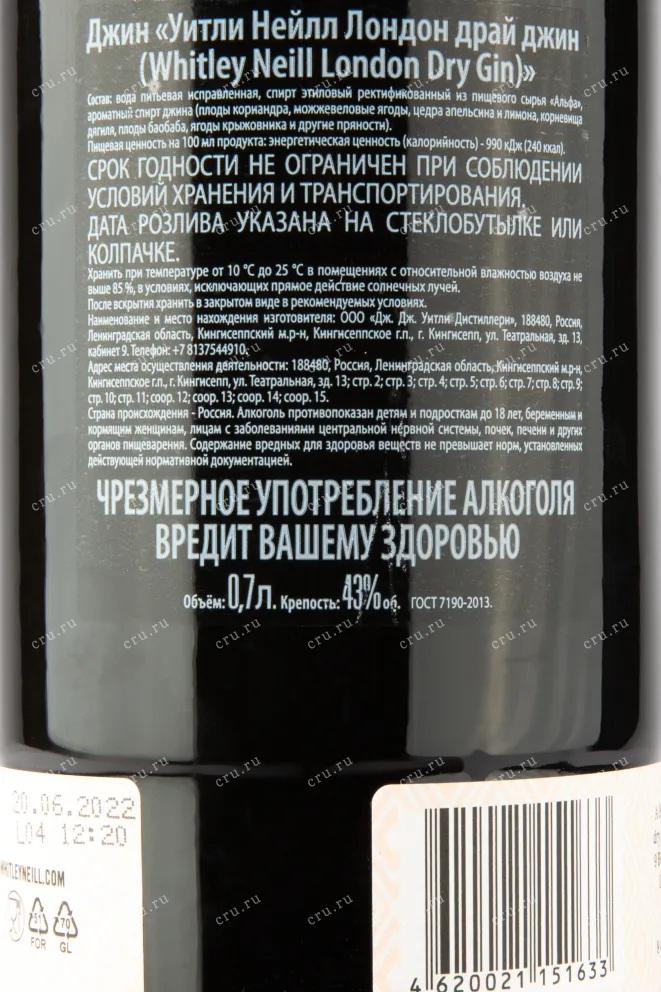 Джин «Уитли Нейлл Лондон драй джин
(Whitley Neill London Dry Gin)»
Состав: вода питьевая исправленная, спирт этиловый ректификованный из пищевого сырья «Альфа»,
ароматный спирт джина (плоды кориандра, можжевеловые ягоды, цедра апельсина и лимона, корневища
дягиля, плоды баобаба, ягоды крыжовника и другие пряности).
Пищевая ценность на 100 мл продукта: энергетическая ценность (калорийность) - 990 кДж (240 ккал).
СРОК ГОДНОСТИ НЕ ОГРАНИЧЕН ПРИ СОБЛЮДЕНИИ
УСЛОВИЙ ХРАНЕНИЯ И ТРАНСПОРТИРОВАНИЯ.
ДАТА РОЗЛИВА УКАЗАНА НА СТЕКЛОБУТЫЛКЕ ИЛИ
КОЛПАЧКЕ.
Хранить при температуре от 10 °С до 25 °С в помещениях с относительной влажностью воздуха не
выше 85 %, в условиях, исключающих прямое действие солнечных лучей.
После вскрытия хранить в закрытом виде в рекомендуемых условиях.
Наименование и место нахождения изготовителя: ООО «Дж. Дж. Уитли Дистиллери», 188480, Россия,
Ленинградская область, Кингисеппский м.р-н, Кингисеппское г.п., г. Кингисепп, ул. Театральная, зд. 13,
кабинет 9. Телефон: +7 8137544910.
Адрес места осуществления деятельности: 188480, Россия, Ленинградская область, Кингисеппский м.р-н,
Кингисеппское г.п., г. Кингисепп, ул. Театральная, зд. 13; стр. 2; стр. 3; стр. 4; стр. 5; стр. 6; стр. 7; стр. 8; стр. 9;
стр. 10; стр. 11; соор. 12; соор. 13; соор. 14; соор. 15.
Страна происхождения - Россия. Алкоголь противопоказан детям и подросткам до 18 лет, беременным и
кормящим женщинам, лицам с заболеваниями центральной нервной системы, почек, печени и других
органов пищеварения. Содержание вредных для здоровья веществ не превышает норм, установленных
действующей нормативной документацией.
ЧРЕЗМЕРНОЕ УПОТРЕБЛЕНИЕ АЛКОГОЛЯ
ВРЕДИТ ВАШЕМУ ЗДОРОВЬЮ
Объём: 0,7 л. Крепость: 43% об. ГОСТ 7190-2013.
20.06.2022
L04 12:20
WHITLEYNEILL.COM
51 70
FOR GL
4 620021 151633
cru.ru